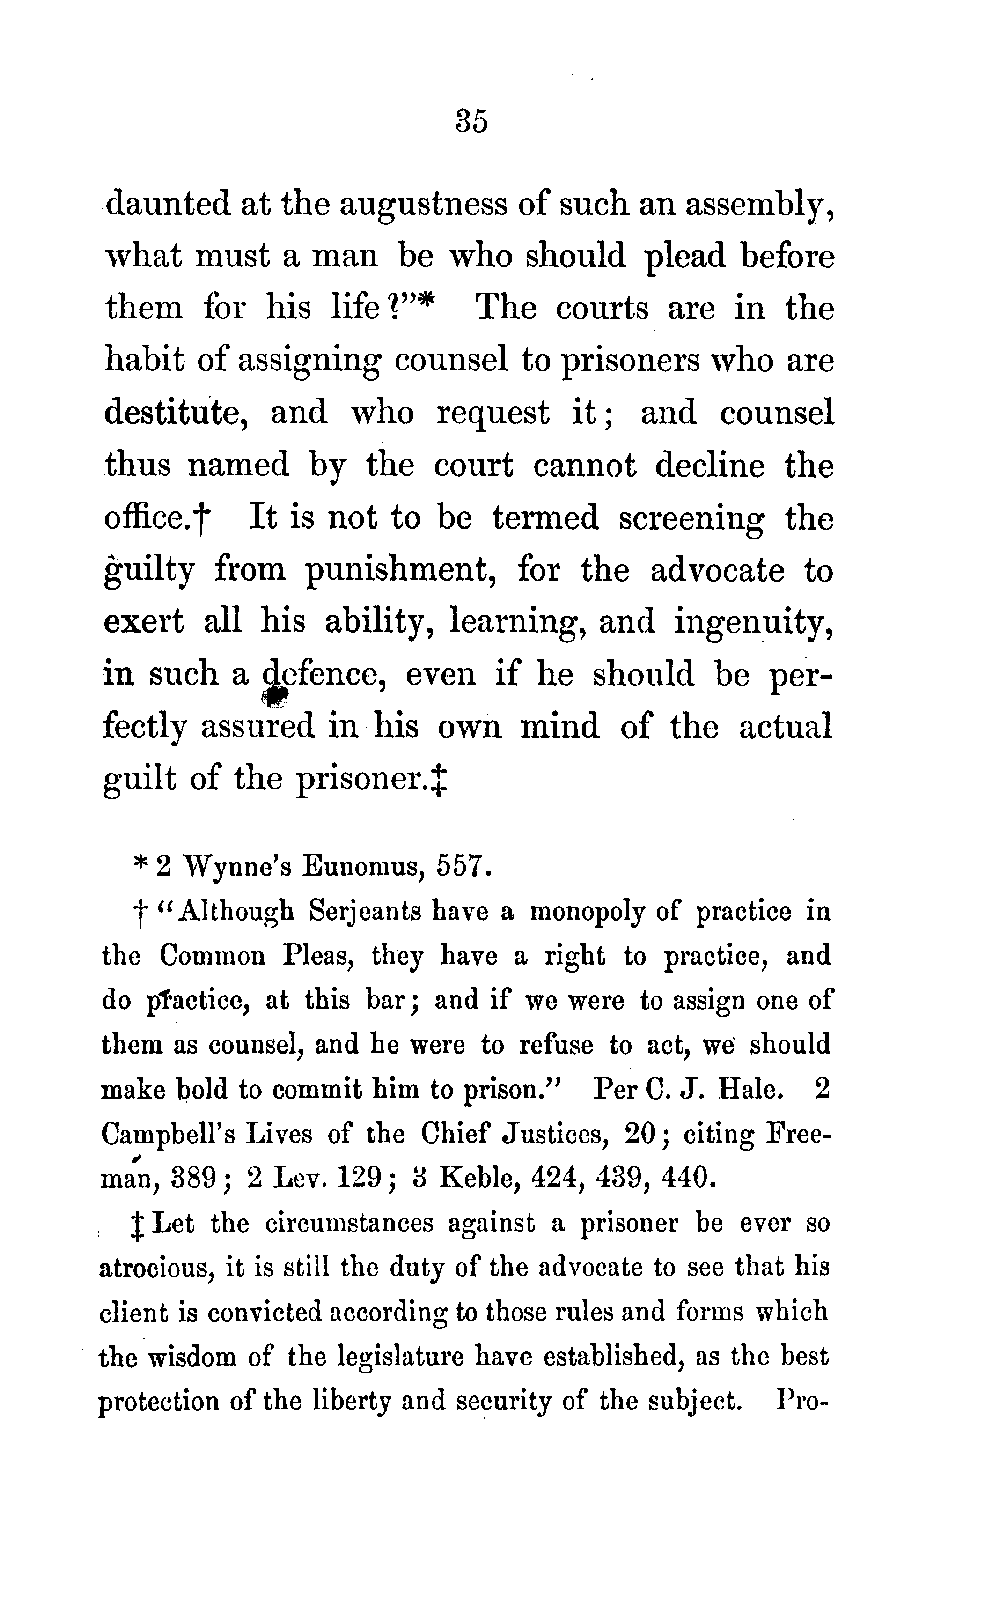 35
daunted at the augustness of such an assembly,
what must a man be who should plead before
them for his life?"* The courts are in the
habit of assigning counsel to prisoners who are
destitute, and who request it; and counsel
thus named by the court cannot decline the
office.† It is not to be termed screening the
guilty from punishment, for the advocate to
exert all his ability, learning, and ingenuity,
in such a defence, even if he should be per-
fectly assured in his own mind of the actual
guilt of the prisoner.‡
* 2 Wynne's Eunomus, 557.
† "Although Serjeants have a monopoly of practice in
the Common Pleas, they have a right to practice, and
do practice, at this bar; and if we were to assign one of
them as counsel, and he were to refuse to act, we should
make bold to commit him to prison." Per C. J. Hale. 2
Campbell's Lives of the Chief Justices, 20; citing Free-
man, 389; 2 Lev. 129; 3 Keble, 424, 439, 440.
‡ Let the circumstances against a prisoner be ever so
atrocious, it is still the duty of the advocate to see that his
client is convicted according to those rules and forms which
the wisdom of the legislature have established, as the best
protection of the liberty and security of the subject. Pro-